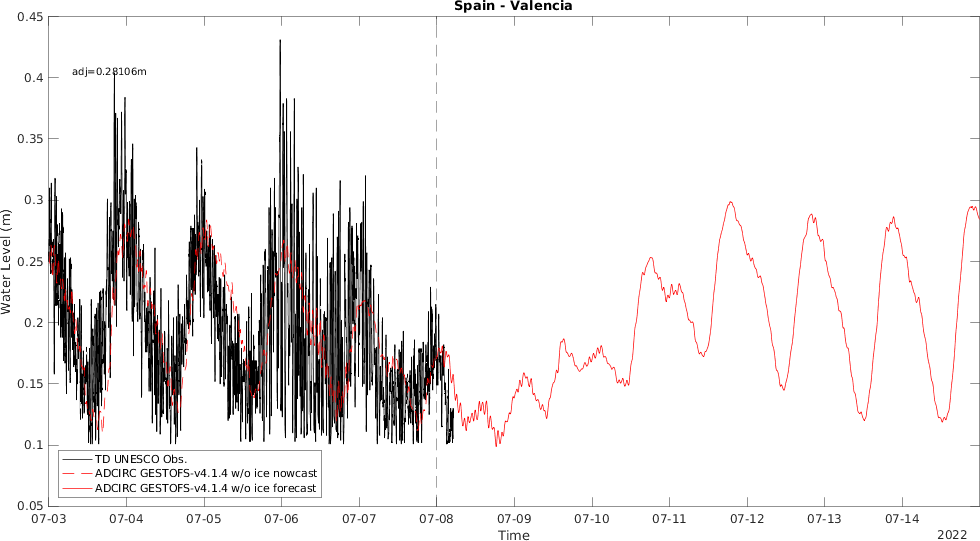 Spain - Valencia
0.45
0.4
0.35
0.3
0.25
0.2
0.15
0.1
0.05
Water Level (m)
adj=0.28106m
TD UNESCO Obs.
ADCIRC GESTOFS-v4.1.4 w/o ice nowcast
ADCIRC GESTOFS-v4.1.4 w/o ice forecast
07-03 07-04 07-05 07-06 07-07 07-08 07-09 07-10 07-11 07-12 07-13 07-14
Time
2022